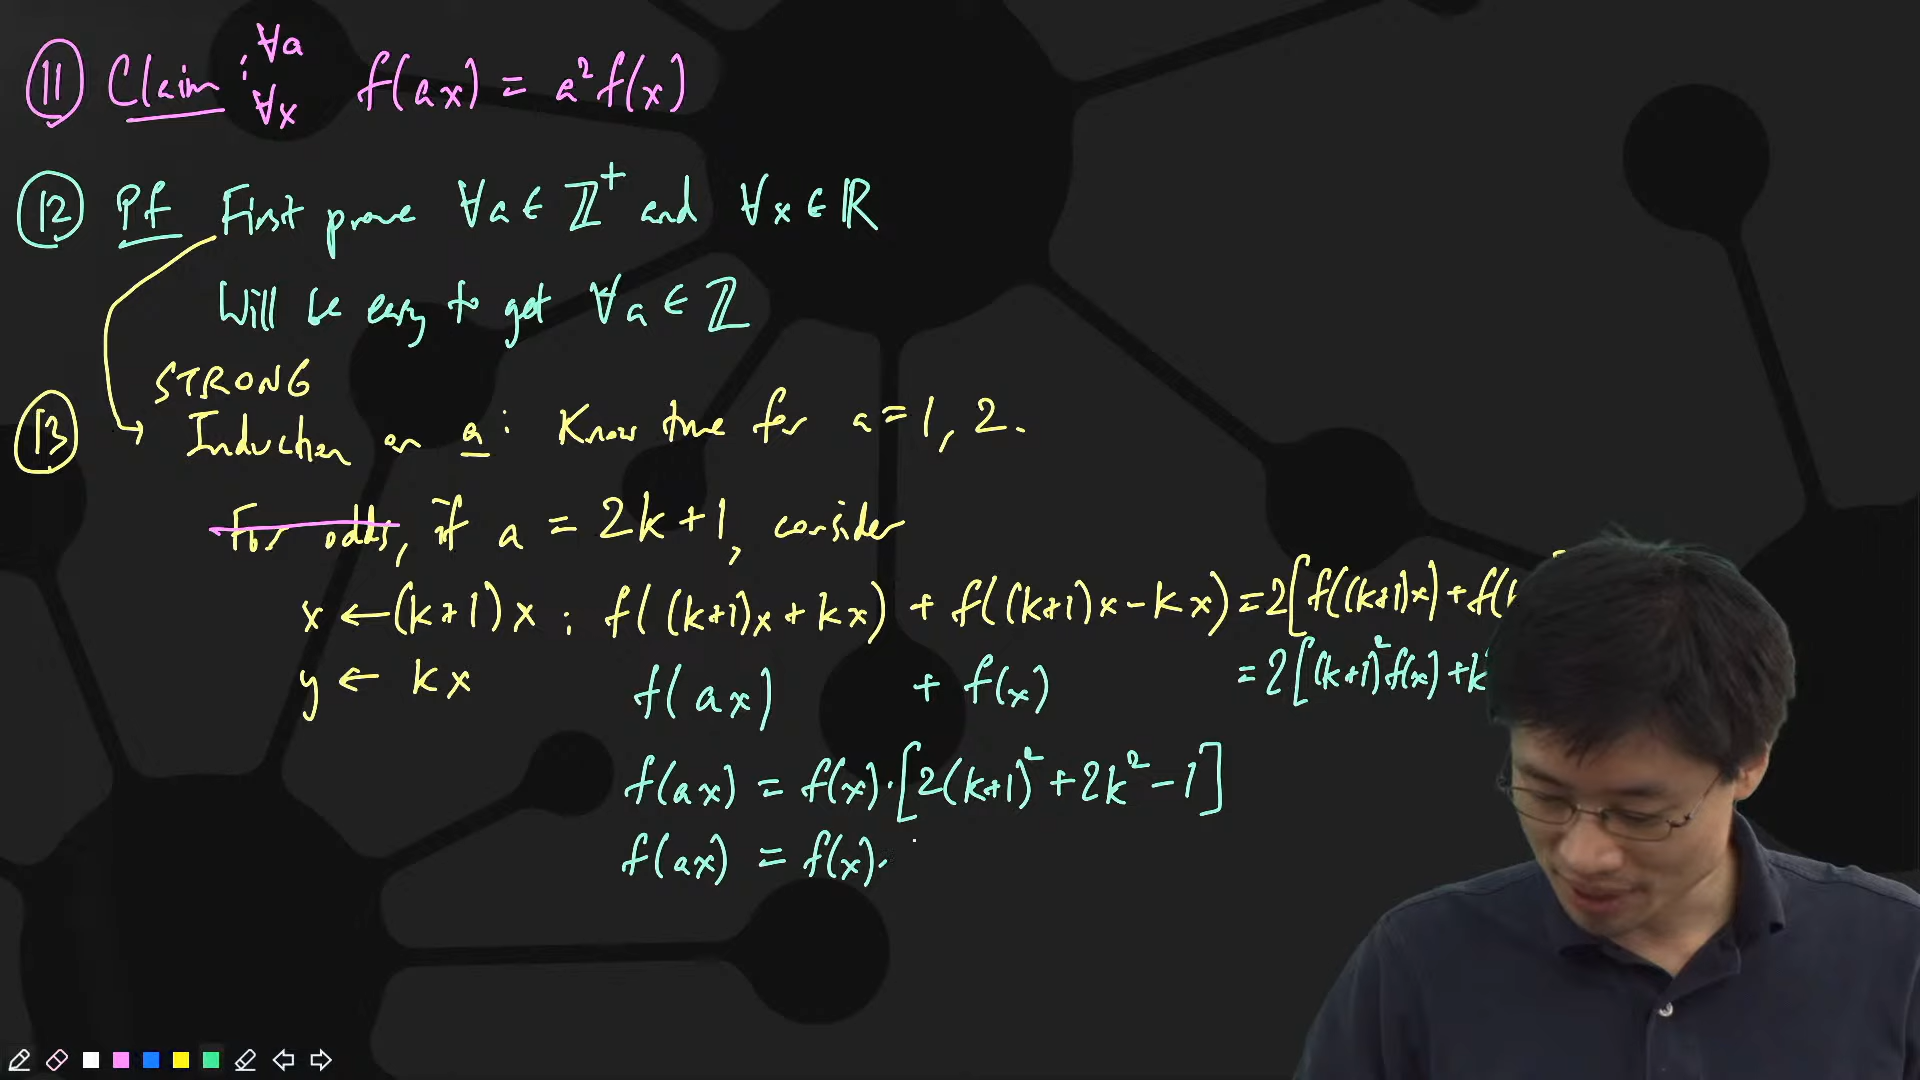 ⑪ Claim : ∀a ∀x f(ax) = a²f(x)
⑫ Pf First prove ∀a ∈ ℤ⁺ and ∀x ∈ ℝ
Will be easy to get ∀a ∈ ℤ
STRONG
⑬ Induction on a : Know true for a = 1, 2.
For odds, if a = 2k+1, consider
x ← (k+1)x : f((k+1)x + kx) + f((k+1)x - kx) = 2[f((k+1)x) + f(
y ← kx f(ax) + f(x) = 2[(k+1)²f(x) + k
f(ax) = f(x)·[2(k+1)² + 2k² - 1]
f(ax) = f(x)·